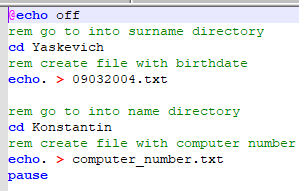 @echo off
rem go to into surname directory
cd Yaskevich
rem create file with birthdate
echo. > 09032004.txt
rem go to into name directory
cd Konstantin
rem create file with computer number
echo. > computer_number.txt
pause